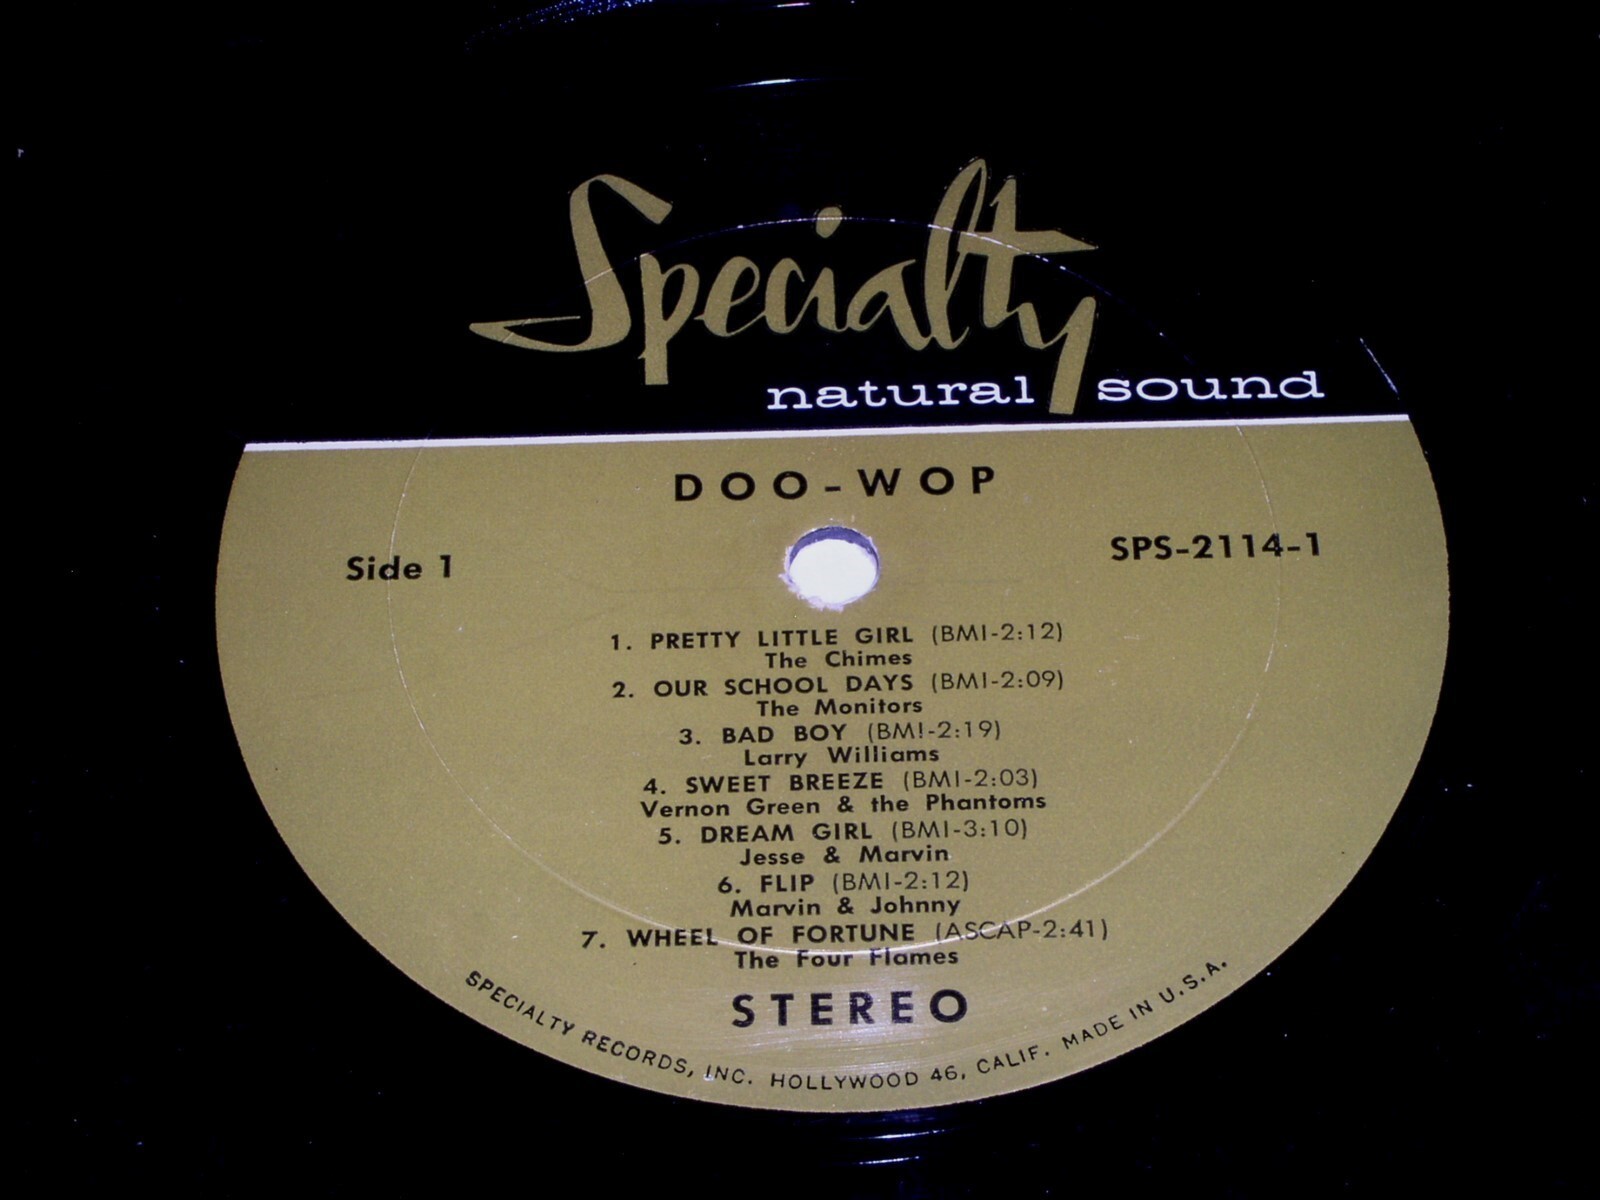 Specialty
natural sound
DOO-WOP
Side 1
SPS-2114-1
1. PRETTY LITTLE GIRL (BMI-2:12)
The Chimes
2. OUR SCHOOL DAYS (BMI-2:09)
The Monitors
3. BAD BOY (BMI-2:19)
Larry Williams
4. SWEET BREEZE (BMI-2:03)
Vernon Green & the Phantoms
5. DREAM GIRL (BMI-3:10)
Jesse & Marvin
6. FLIP (BMI-2:12)
Marvin & Johnny
7. WHEEL OF FORTUNE (ASCAP-2:41)
The Four Flames
STEREO
SPECIALTY RECORDS, INC. HOLLYWOOD 46, CALIF. MADE IN U.S.A.